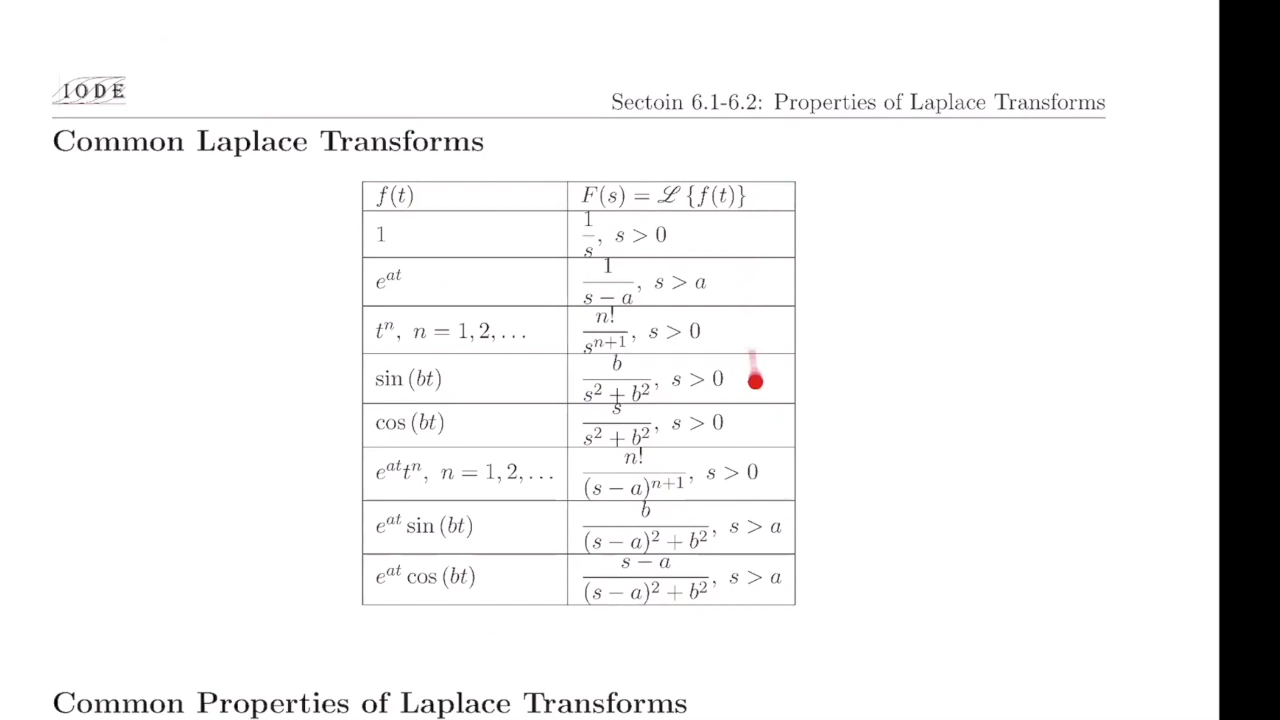 IODE
Sectoin 6.1-6.2: Properties of Laplace Transforms
Common Laplace Transforms
f(t) F(s) = ℒ {f(t)}
1 1/s, s > 0
e^{at} 1/(s − a), s > a
t^n, n = 1, 2, . . . n!/s^{n+1}, s > 0
sin (bt) b/(s^2 + b^2), s > 0
cos (bt) s/(s^2 + b^2), s > 0
e^{at}t^n, n = 1, 2, . . . n!/(s − a)^{n+1}, s > 0
e^{at} sin (bt) b/((s − a)^2 + b^2), s > a
e^{at} cos (bt) (s − a)/((s − a)^2 + b^2), s > a
Common Properties of Laplace Transforms